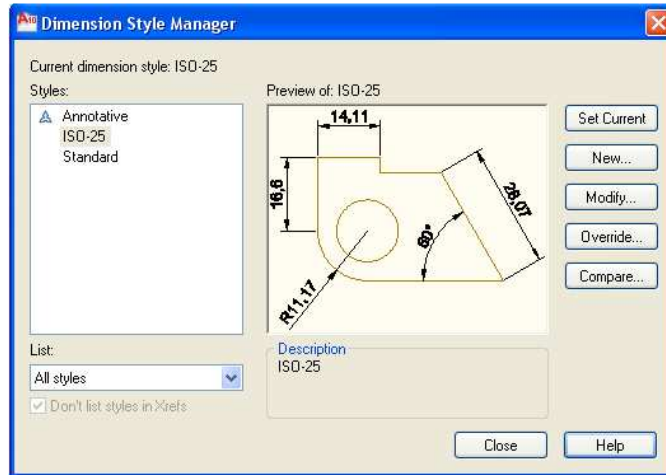 A10 Dimension Style Manager
Current dimension style: ISO-25
Styles:
Annotative
ISO-25
Standard
Preview of: ISO-25
14,11
16,6
28,07
60°
R11,17
Set Current
New...
Modify...
Override...
Compare...
List:
All styles
Don't list styles in Xrefs
Description
ISO-25
Close
Help